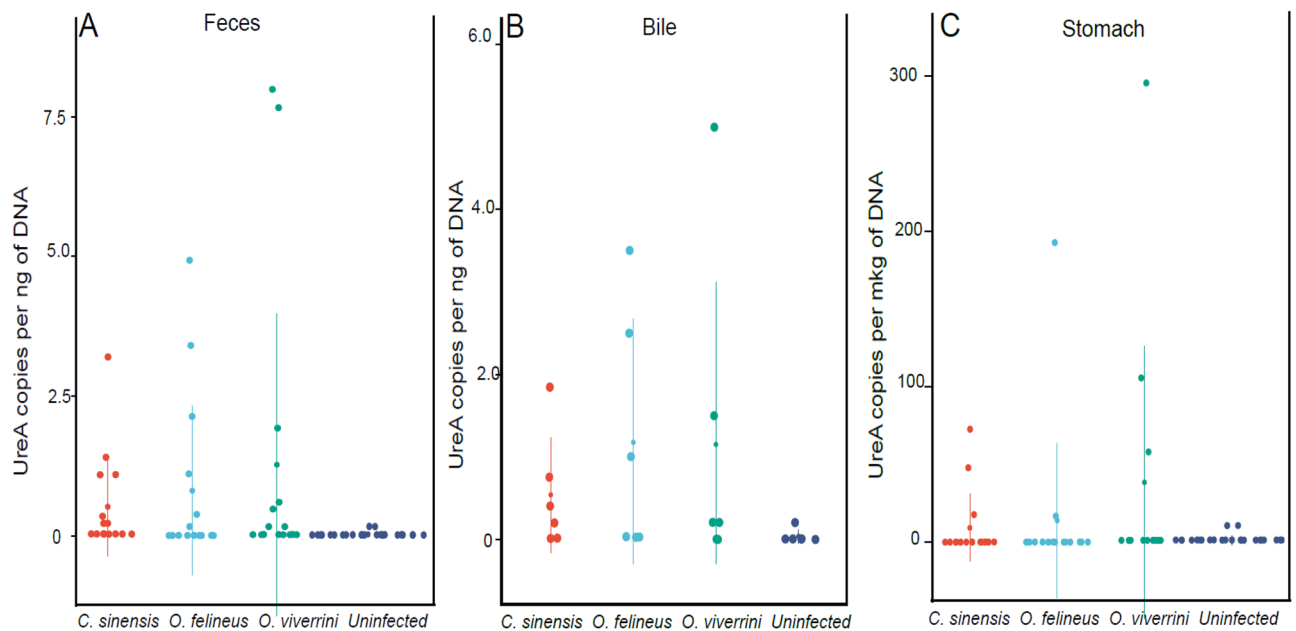 A
Feces
7.5
5.0
2.5
0
UreA copies per ng of DNA
C. sinensis
O. felineus
O. viverrini
Uninfected
B
Bile
6.0
4.0
2.0
0
UreA copies per ng of DNA
C. sinensis
O. felineus
O. viverrini
Uninfected
C
Stomach
300
200
100
0
UreA copies per mkg of DNA
C. sinensis
O. felineus
O. viverrini
Uninfected